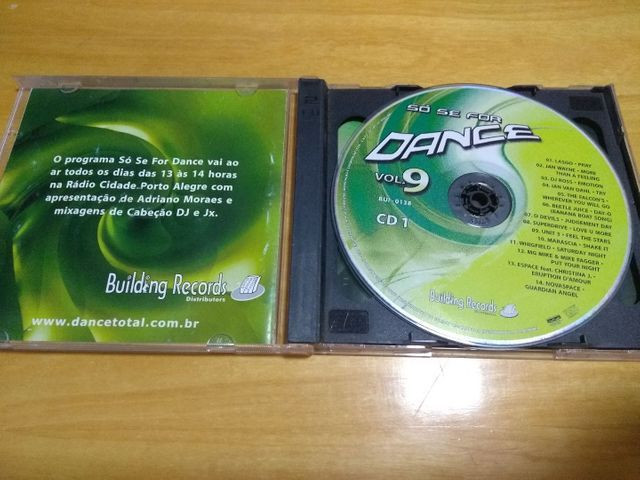 O programa Só Se For Dance vai ao
ar todos os dias das 13 às 14 horas
na Rádio Cidade.Porto Alegre com
apresentação.de Adriano Moraes e
mixagens de Cabeção DJ e Jx.
Building Records
Distributors
www.dancetotal.com.br
2
SÓ SE FOR
DANCE
VOL.9
BUI - 0138
CD 1
01. LASGO - PRAY
02. IAN WAYNE - MORE
THAN A FEELING
03. DJ ROSS - EMOTION
04. IAN VAN DAHL - TRY
05. THE FALCON'S -
WHEREVER YOU WILL GO
06. BEETLE JUICE - DAY-O
(BANANA BOAT SONG)
07. D DEVILS - JUDGEMENT DAY
08. SUPERDRIVE - LOVE U MORE
09. UNIT 5 - FEEL THE STARS
10. MARASCIA - SHAKE IT
11. WHIGFIELD - SATURDAY NIGHT
12. MG MIKE & MIKE FAGGER -
PUT YOUR NIGHT
13. ESPACE feat. CHRISTINA J. -
ERUPTION D'AMOUR
14. NOVASPACE -
GUARDIAN ANGEL
Building Records